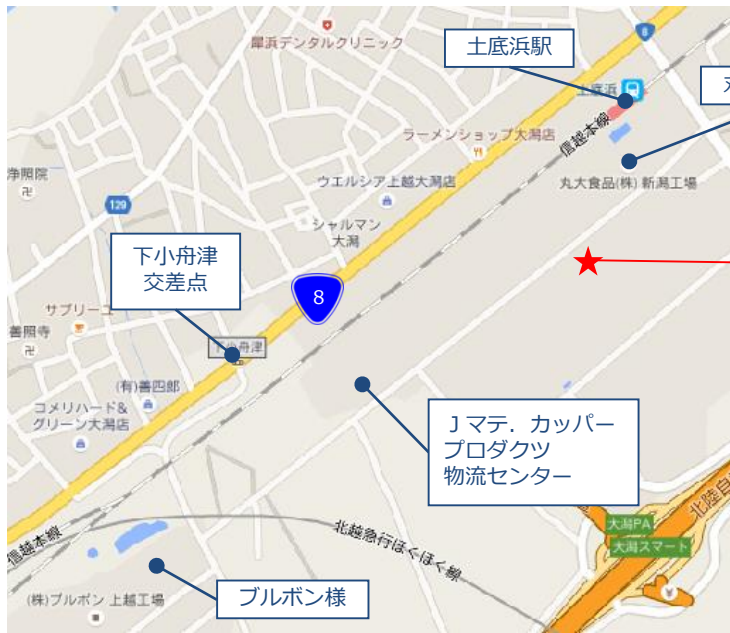 8
土底浜駅
犀浜デンタルクリニック
土底浜
ラーメンショップ大潟店
信越本線
丸大食品(株) 新潟工場
浄照院
ウエルシア上越大潟店
129
シャルマン
大潟
下小舟津
交差点
8
サブリーユ
善照寺
下小舟津
(有)善四郎
コメリハード&
グリーン大潟店
Jマテ．カッパー
プロダクツ
物流センター
北陸自
大潟PA
大潟スマート
信越本線
北越急行ほくほく線
ブルボン様
(株)ブルボン 上越工場